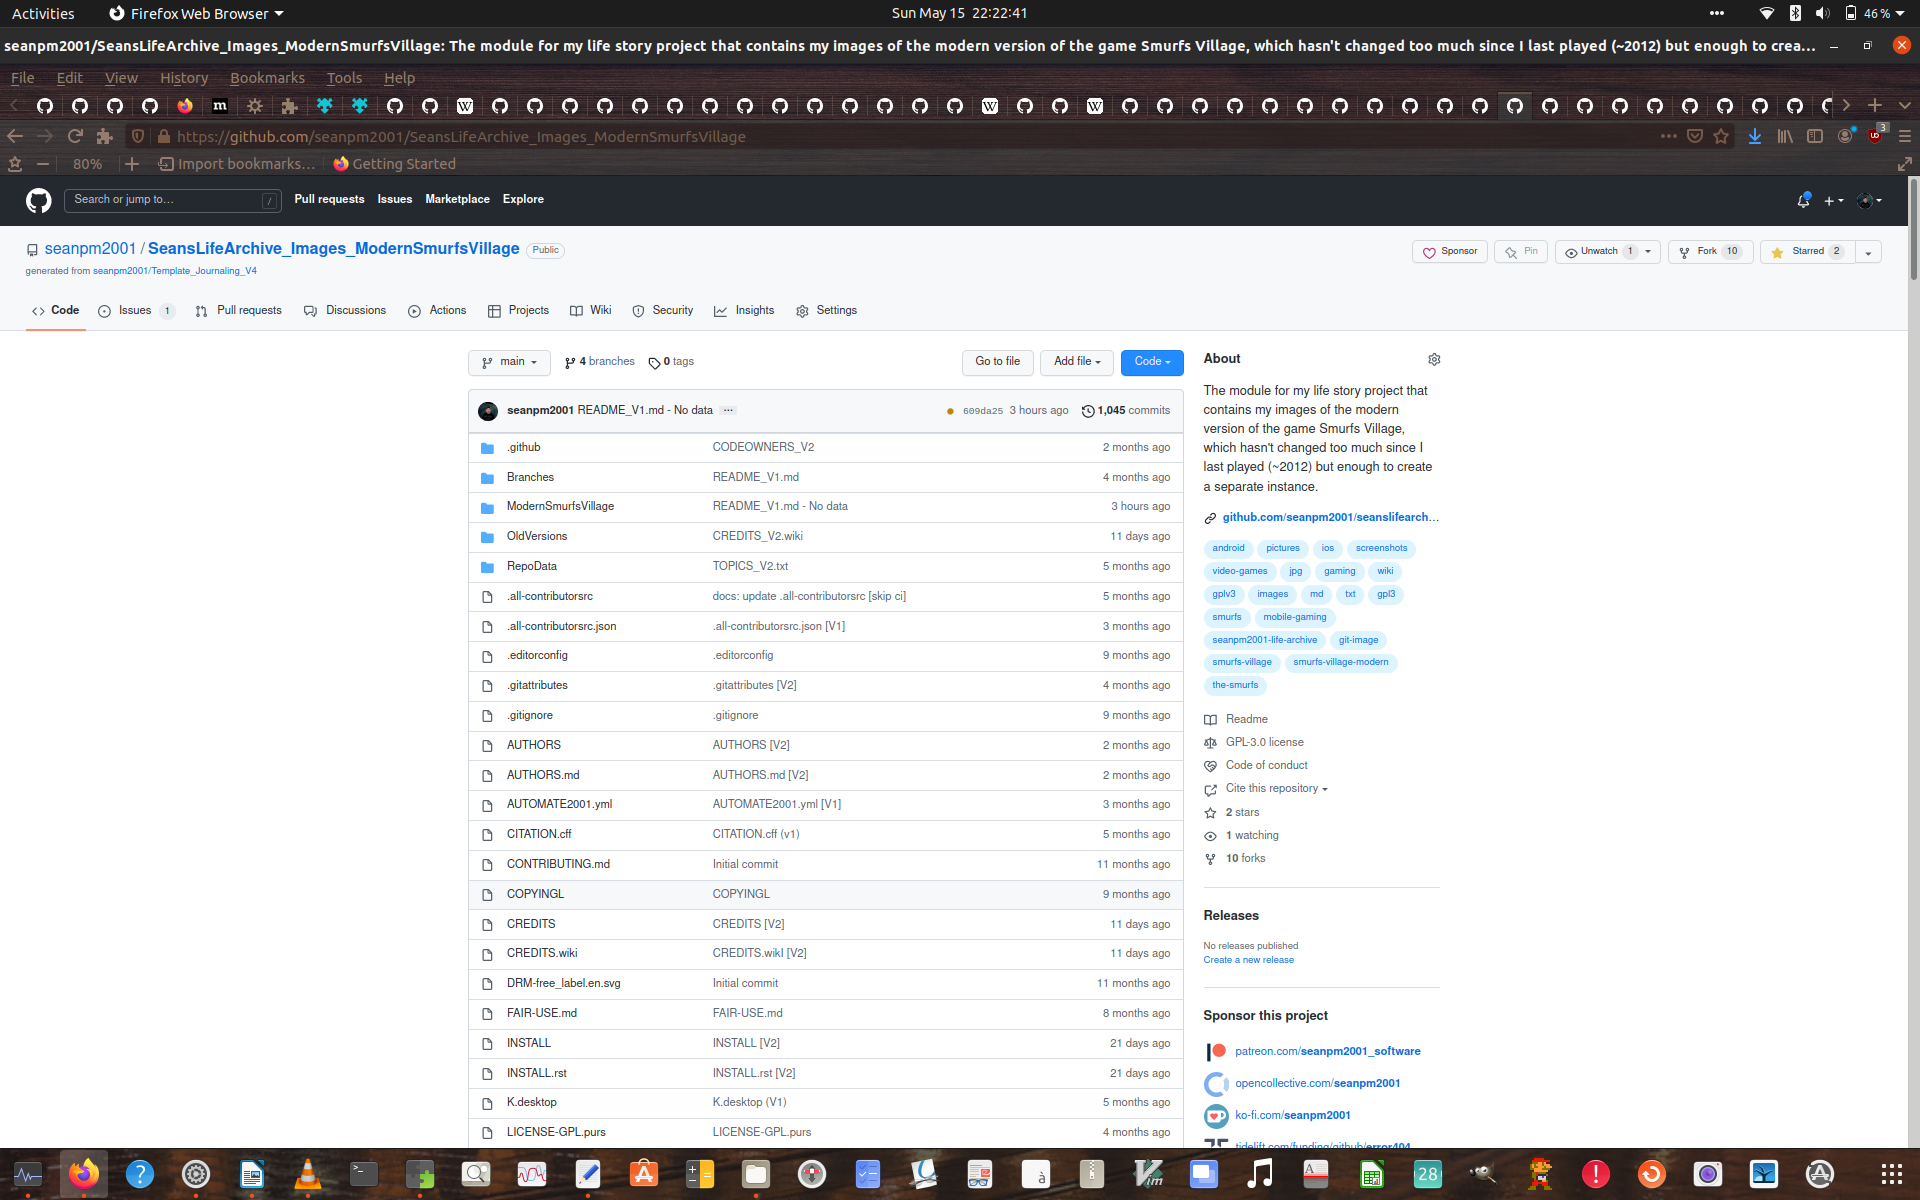 Activities
Firefox Web Browser
Sun May 15 22:22:41
46 %
seanpm2001/SeansLifeArchive_Images_ModernSmurfsVillage: The module for my life story project that contains my images of the modern version of the game Smurfs Village, which hasn't changed too much since I last played (~2012) but enough to crea...
File Edit View History Bookmarks Tools Help
https://github.com/seanpm2001/SeansLifeArchive_Images_ModernSmurfsVillage
3
80%
Import bookmarks...
Getting Started
Search or jump to...
/
Pull requests Issues Marketplace Explore
seanpm2001 / SeansLifeArchive_Images_ModernSmurfsVillage Public
generated from seanpm2001/Template_Journaling_V4
Sponsor
Pin
Unwatch 1
Fork 10
Starred 2
Code
Issues 1
Pull requests
Discussions
Actions
Projects
Wiki
Security
Insights
Settings
main
4 branches
0 tags
Go to file
Add file
Code
seanpm2001 README_V1.md - No data ... 609da25 3 hours ago 1,045 commits
.github CODEOWNERS_V2 2 months ago
Branches README_V1.md 4 months ago
ModernSmurfsVillage README_V1.md - No data 3 hours ago
OldVersions CREDITS_V2.wiki 11 days ago
RepoData TOPICS_V2.txt 5 months ago
.all-contributorsrc docs: update .all-contributorsrc [skip ci] 5 months ago
.all-contributorsrc.json .all-contributorsrc.json [V1] 3 months ago
.editorconfig .editorconfig 9 months ago
.gitattributes .gitattributes [V2] 4 months ago
.gitignore .gitignore 9 months ago
AUTHORS AUTHORS [V2] 2 months ago
AUTHORS.md AUTHORS.md [V2] 2 months ago
AUTOMATE2001.yml AUTOMATE2001.yml [V1] 3 months ago
CITATION.cff CITATION.cff (v1) 5 months ago
CONTRIBUTING.md Initial commit 11 months ago
COPYINGL COPYINGL 9 months ago
CREDITS CREDITS [V2] 11 days ago
CREDITS.wiki CREDITS.wikI [V2] 11 days ago
DRM-free_label.en.svg Initial commit 11 months ago
FAIR-USE.md FAIR-USE.md 8 months ago
INSTALL INSTALL [V2] 21 days ago
INSTALL.rst INSTALL.rst [V2] 21 days ago
K.desktop K.desktop (V1) 5 months ago
LICENSE-GPL.purs LICENSE-GPL.purs 4 months ago
About
The module for my life story project that
contains my images of the modern
version of the game Smurfs Village,
which hasn't changed too much since I
last played (~2012) but enough to create
a separate instance.
github.com/seanpm2001/seanslifearch...
android pictures ios screenshots
video-games jpg gaming wiki
gplv3 images md txt gpl3
smurfs mobile-gaming
seanpm2001-life-archive git-image
smurfs-village smurfs-village-modern
the-smurfs
Readme
GPL-3.0 license
Code of conduct
Cite this repository
2 stars
1 watching
10 forks
Releases
No releases published
Create a new release
Sponsor this project
patreon.com/seanpm2001_software
opencollective.com/seanpm2001
ko-fi.com/seanpm2001
tidelift.com/funding/github/error404
28